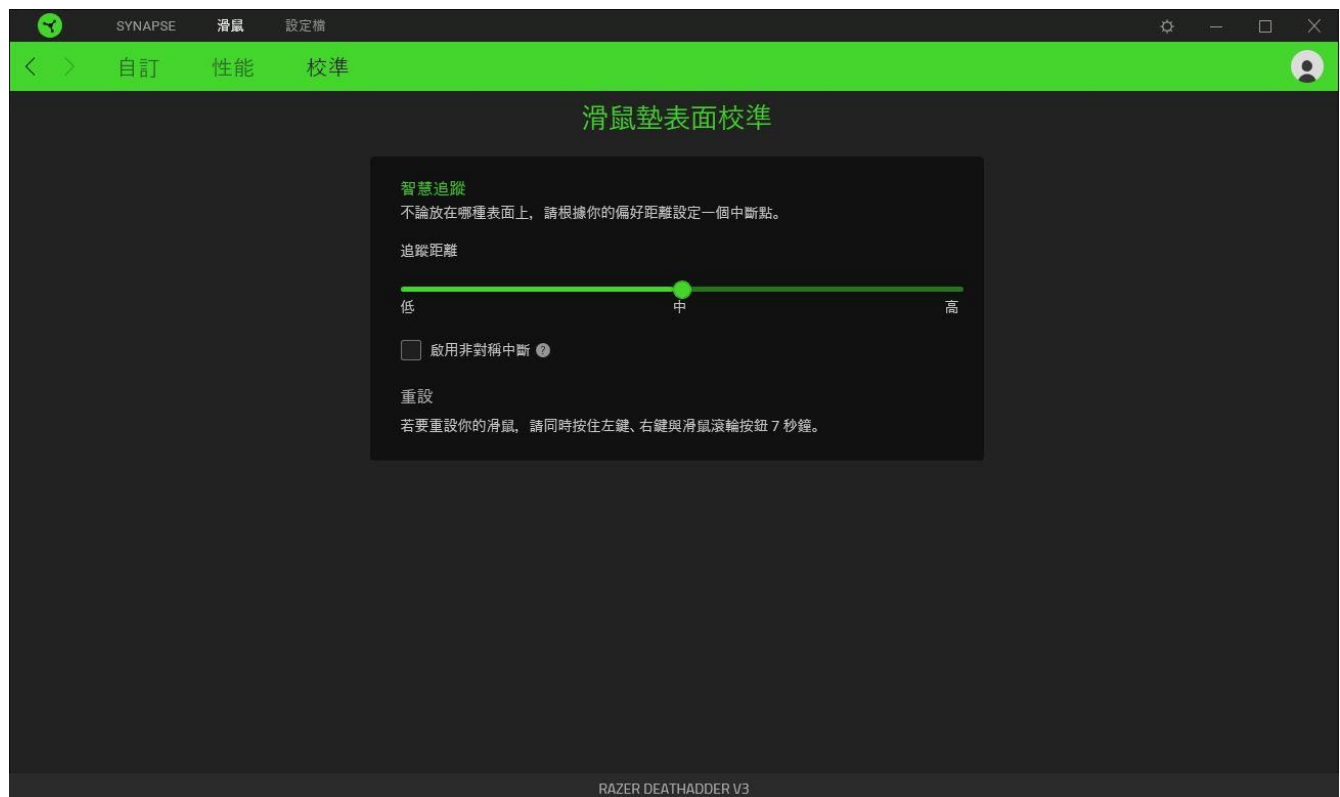 SYNAPSE 滑鼠 設定檔
自訂 性能 校準
滑鼠墊表面校準
智慧追蹤
不論放在哪種表面上，請根據你的偏好距離設定一個中斷點。
追蹤距離
低 中 高
啟用非對稱中斷 ?
重設
若要重設你的滑鼠，請同時按住左鍵、右鍵與滑鼠滾輪按鈕 7 秒鐘。
RAZER DEATHADDER V3